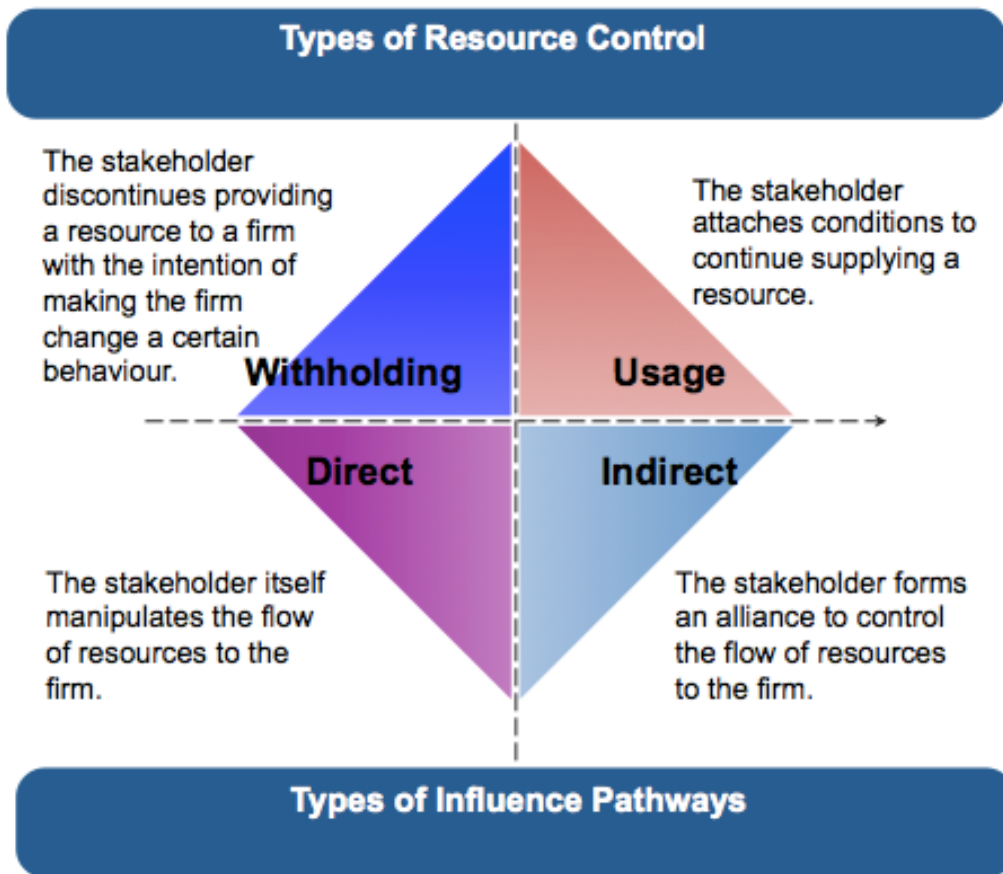 Types of Resource Control
The stakeholder
discontinues providing
a resource to a firm
with the intention of
making the firm
change a certain
behaviour.
The stakeholder
attaches conditions to
continue supplying a
resource.
Withholding
Usage
Direct
Indirect
The stakeholder itself
manipulates the flow
of resources to the
firm.
The stakeholder forms
an alliance to control
the flow of resources
to the firm.
Types of Influence Pathways